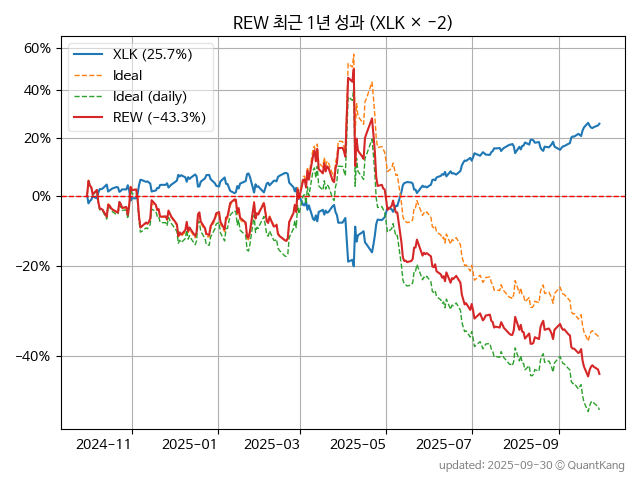 REW 최근 1년 성과 (XLK × −2)
60%
40%
20%
0%
−20%
−40%
XLK (25.7%)
Ideal
Ideal (daily)
REW (−43.3%)
2024-11
2025-01
2025-03
2025-05
2025-07
2025-09
updated: 2025-09-30 © QuantKang